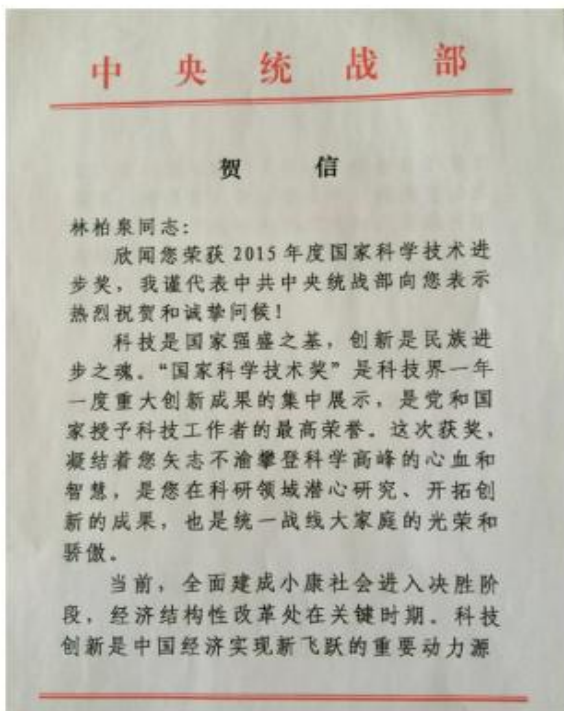 中央统战部
贺信
林柏泉同志：
欣闻您荣获2015年度国家科学技术进
步奖，我谨代表中共中央统战部向您表示
热烈祝贺和诚挚问候！
科技是国家强盛之基，创新是民族进
步之魂。“国家科学技术奖”是科技界一年
一度重大创新成果的集中展示，是党和国
家授予科技工作者的最高荣誉。这次获奖，
凝结着您矢志不渝攀登科学高峰的心血和
智慧，是您在科研领域潜心研究、开拓创
新的成果，也是统一战线大家庭的光荣和
骄傲。
当前，全面建成小康社会进入决胜阶
段，经济结构性改革处在关键时期。科技
创新是中国经济实现新飞跃的重要动力源